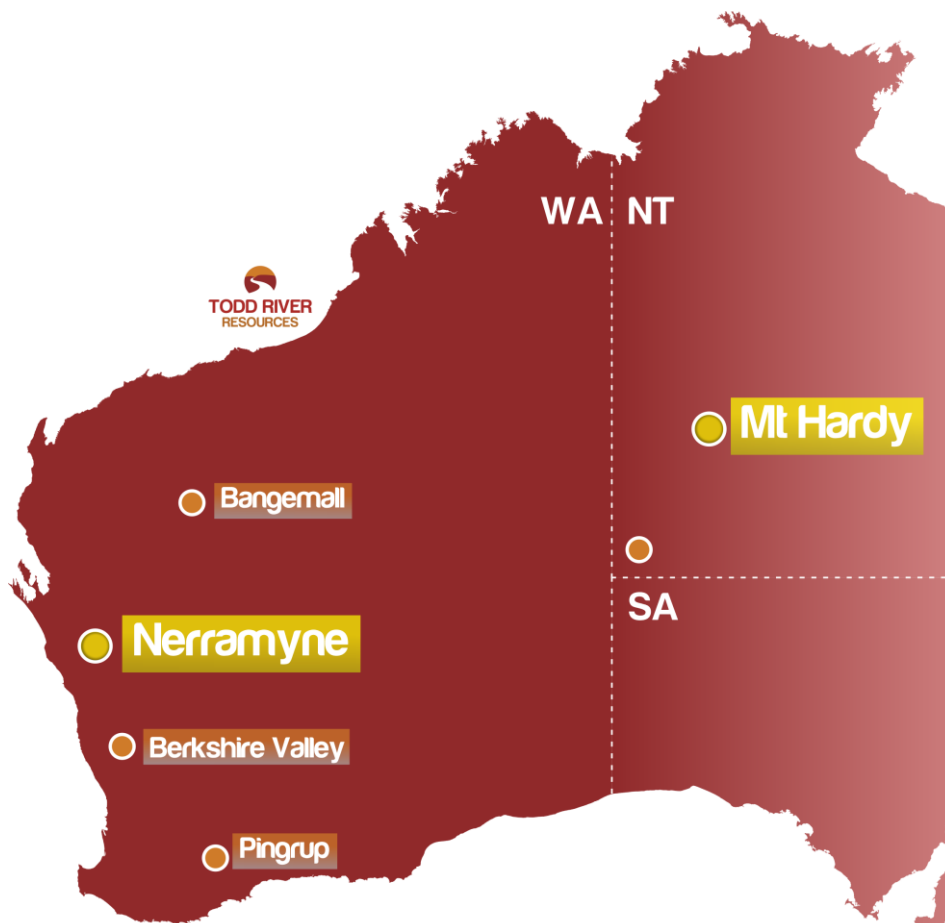 WA NT
TODD RIVER
RESOURCES
Mt Hardy
Bangemall
SA
Nerramyne
Berkshire Valley
Pingrup